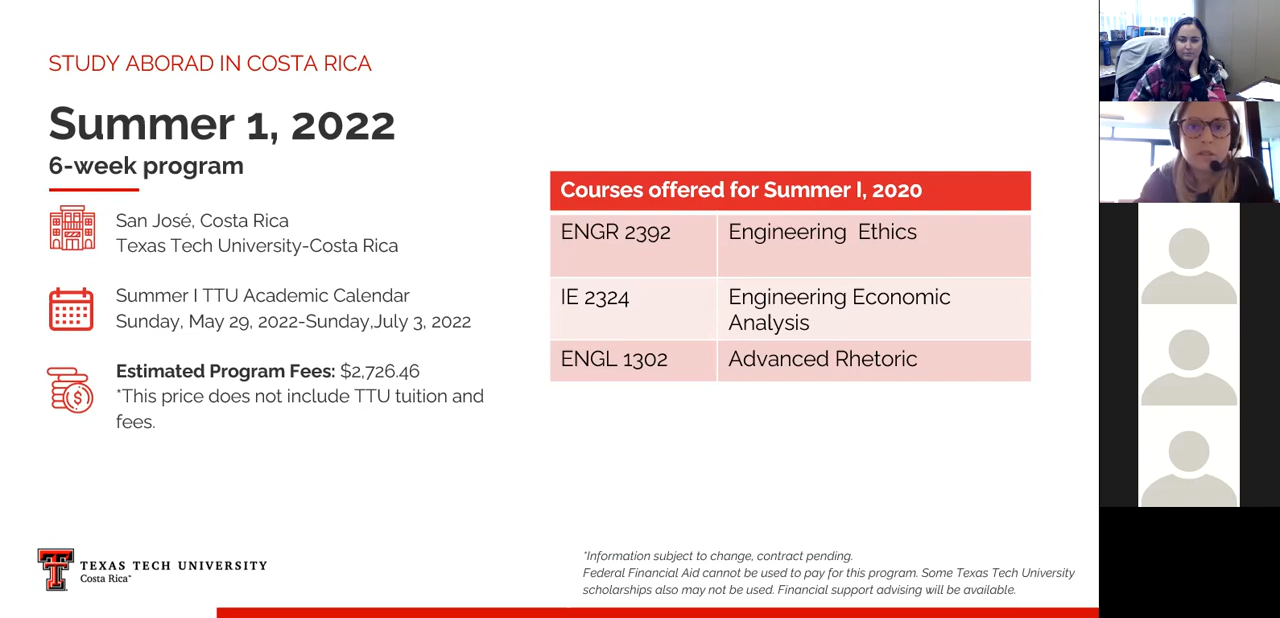 STUDY ABORAD IN COSTA RICA
Summer 1, 2022
6-week program
San José, Costa Rica
Texas Tech University-Costa Rica
Summer I TTU Academic Calendar
Sunday, May 29, 2022-Sunday,July 3, 2022
Estimated Program Fees: $2,726.46
*This price does not include TTU tuition and
fees.
Courses offered for Summer I, 2020
ENGR 2392 Engineering Ethics
IE 2324 Engineering Economic
Analysis
ENGL 1302 Advanced Rhetoric
TEXAS TECH UNIVERSITY
Costa Rica*
*Information subject to change, contract pending.
Federal Financial Aid cannot be used to pay for this program. Some Texas Tech University
scholarships also may not be used. Financial support advising will be available.